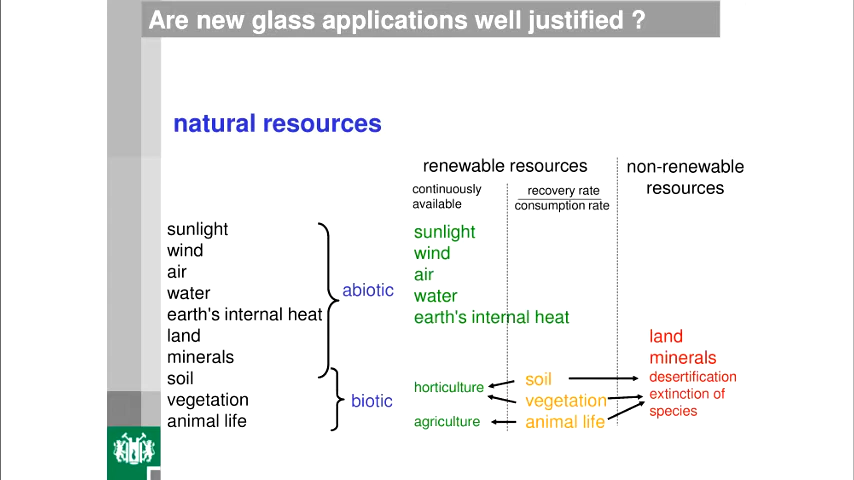 Are new glass applications well justified ?
natural resources
renewable resources
non-renewable
resources
continuously
available
recovery rate
consumption rate
sunlight
wind
air
water
earth's internal heat
land
minerals
soil
vegetation
animal life
abiotic
biotic
sunlight
wind
air
water
earth's internal heat
horticulture
agriculture
soil
vegetation
animal life
land
minerals
desertification
extinction of
species